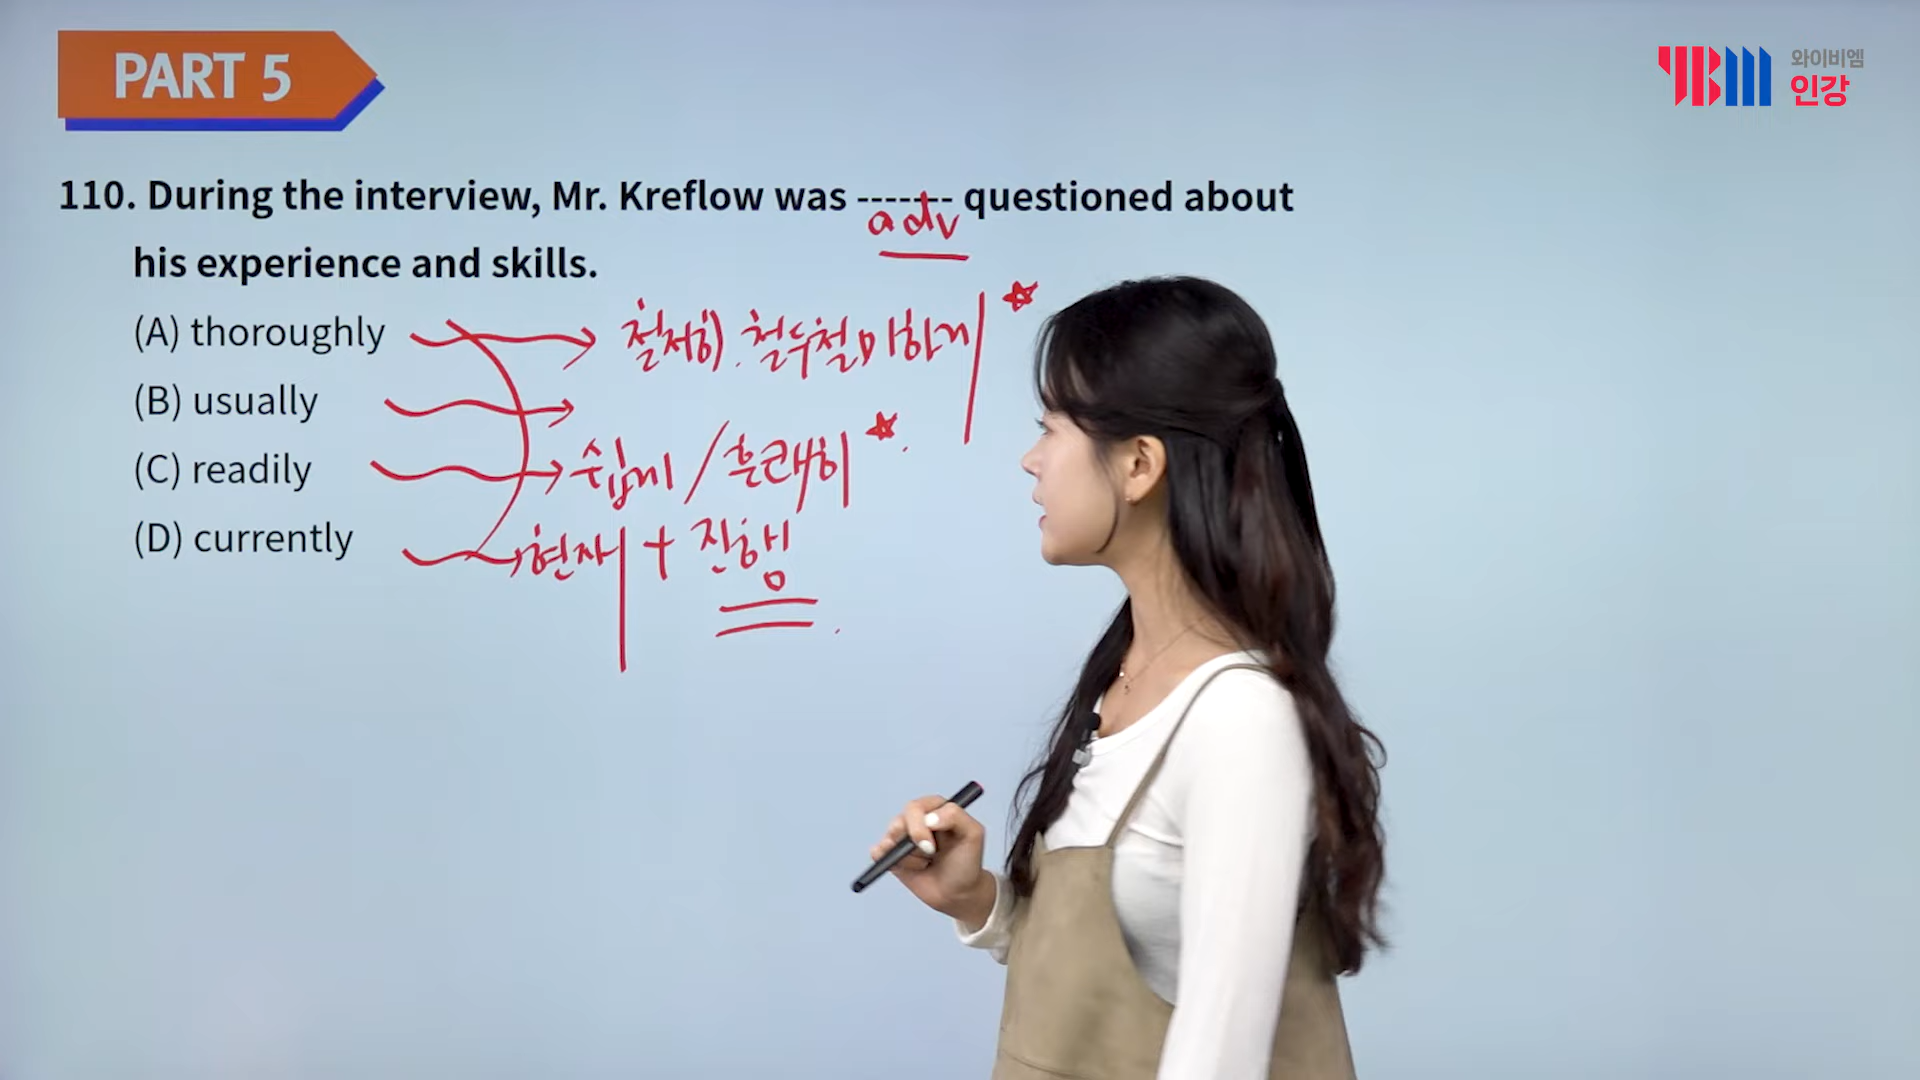 PART 5
YBM 와이비엠
인강
110. During the interview, Mr. Kreflow was ------- questioned about
adv
his experience and skills.
(A) thoroughly 철저히. 철두철미하게
(B) usually
(C) readily 쉽게 / 흔쾌히
(D) currently 현재 + 진행